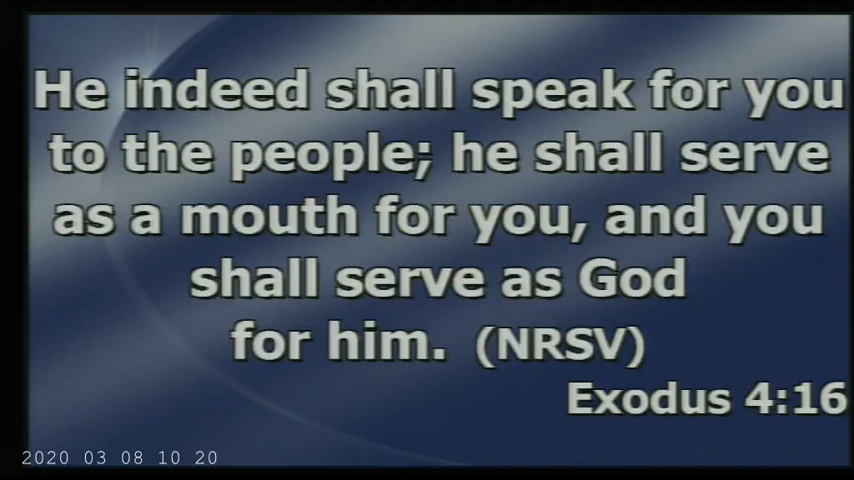 He indeed shall speak for you
to the people; he shall serve
as a mouth for you, and you
shall serve as God
for him. (NRSV)
Exodus 4:16
2020 03 08 10 20